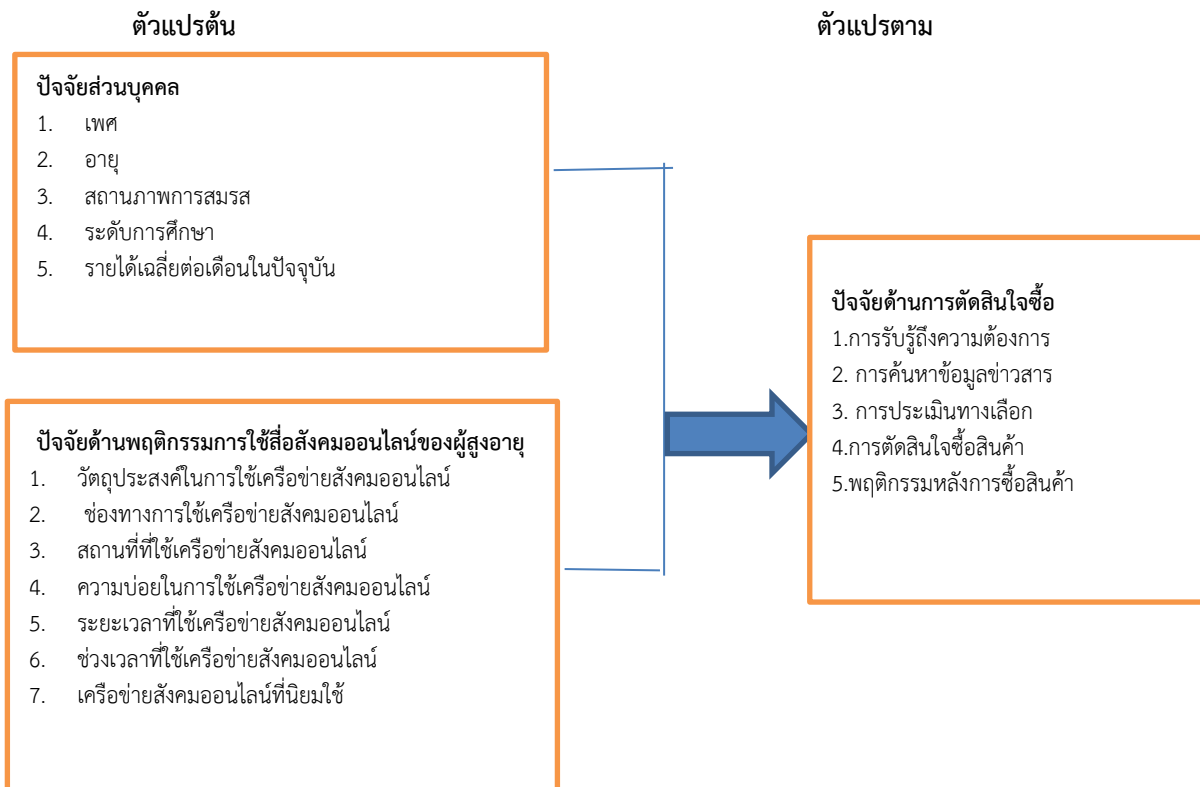 ตัวแปรต้น
ตัวแปรตาม
ปัจจัยส่วนบุคคล
1. เพศ
2. อายุ
3. สถานภาพการสมรส
4. ระดับการศึกษา
5. รายได้เฉลี่ยต่อเดือนในปัจจุบัน
ปัจจัยด้านพฤติกรรมการใช้สื่อสังคมออนไลน์ของผู้สูงอายุ
1. วัตถุประสงค์ในการใช้เครือข่ายสังคมออนไลน์
2. ช่องทางการใช้เครือข่ายสังคมออนไลน์
3. สถานที่ที่ใช้เครือข่ายสังคมออนไลน์
4. ความบ่อยในการใช้เครือข่ายสังคมออนไลน์
5. ระยะเวลาที่ใช้เครือข่ายสังคมออนไลน์
6. ช่วงเวลาที่ใช้เครือข่ายสังคมออนไลน์
7. เครือข่ายสังคมออนไลน์ที่นิยมใช้
ปัจจัยด้านการตัดสินใจซื้อ
1.การรับรู้ถึงความต้องการ
2. การค้นหาข้อมูลข่าวสาร
3. การประเมินทางเลือก
4.การตัดสินใจซื้อสินค้า
5.พฤติกรรมหลังการซื้อสินค้า